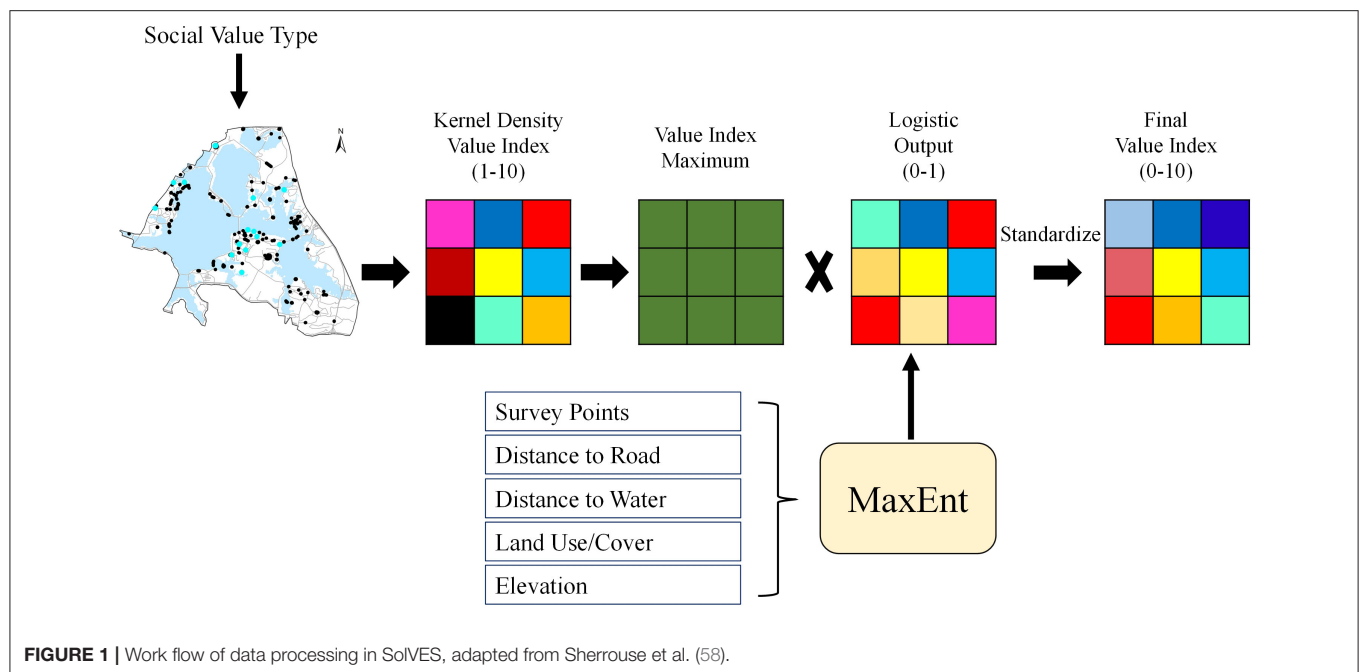 Social Value Type
N
Kernel Density
Value Index
(1-10)
Value Index
Maximum
Logistic
Output
(0-1)
Standardize
Final
Value Index
(0-10)
Survey Points
Distance to Road
Distance to Water
Land Use/Cover
Elevation
MaxEnt
FIGURE 1 | Work flow of data processing in SolVES, adapted from Sherrouse et al. (58).